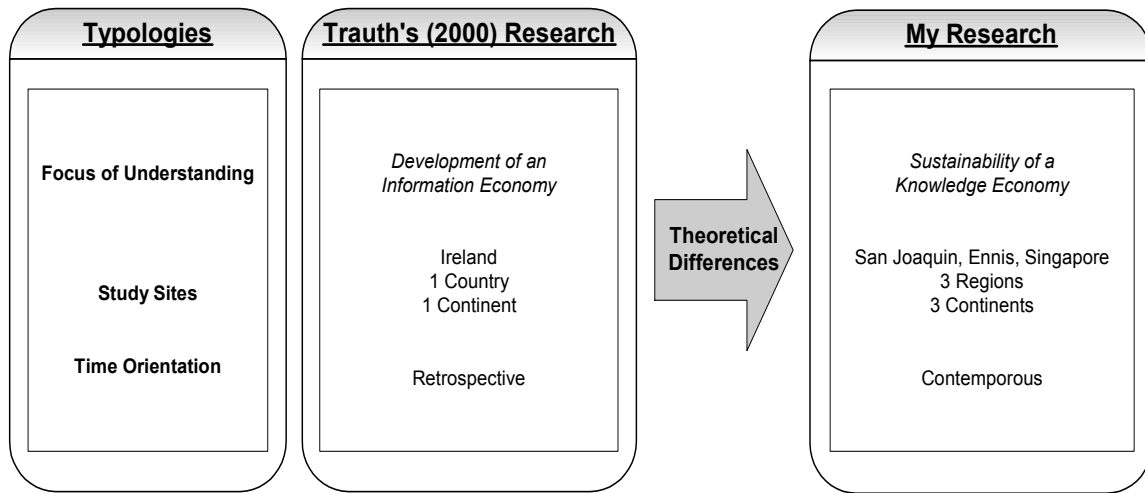 Typologies
Focus of Understanding
Study Sites
Time Orientation
Trauth's (2000) Research
Development of an
Information Economy
Ireland
1 Country
1 Continent
Retrospective
Theoretical
Differences
My Research
Sustainability of a
Knowledge Economy
San Joaquin, Ennis, Singapore
3 Regions
3 Continents
Contemporous